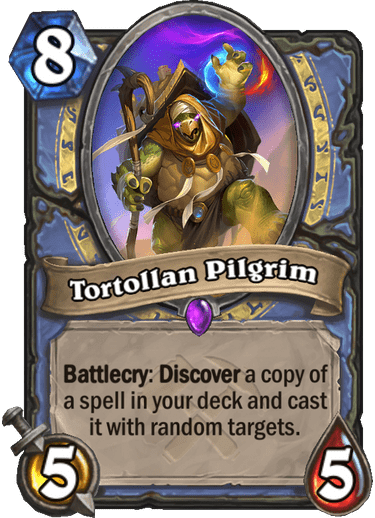 8
Tortollan Pilgrim
Battlecry: Discover a copy of
a spell in your deck and cast
it with random targets.
5
5